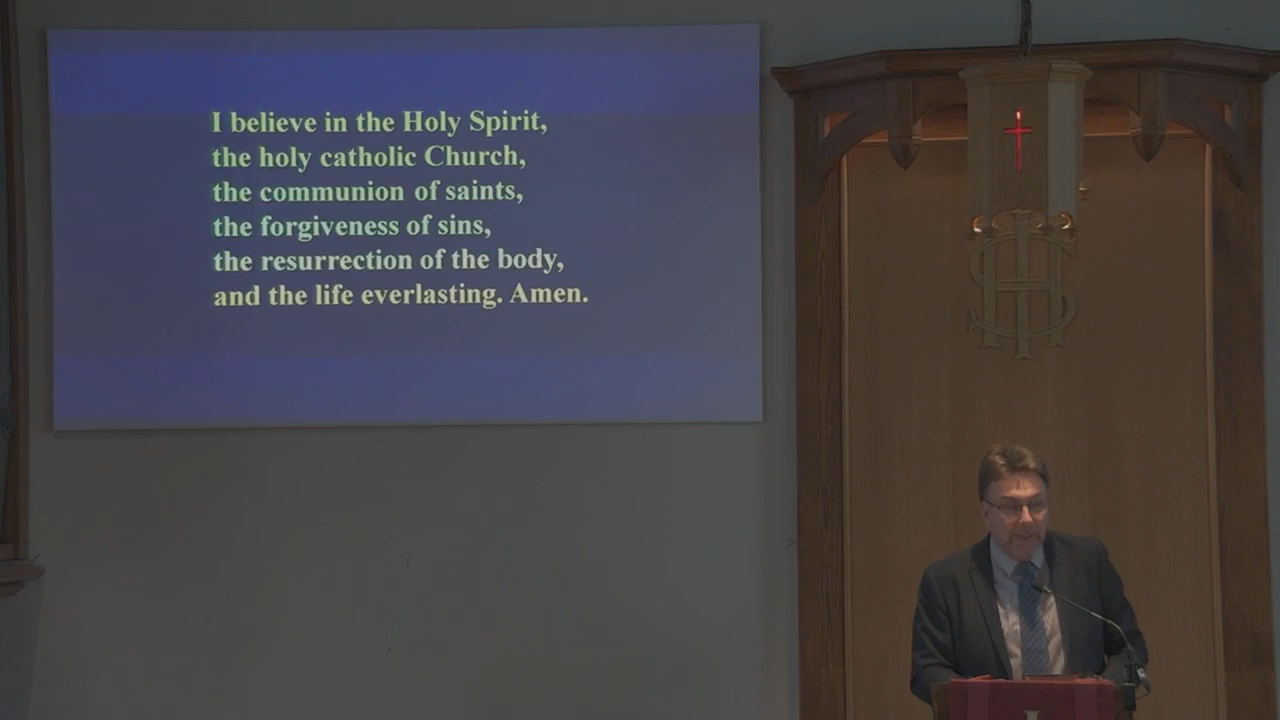 I believe in the Holy Spirit,
the holy catholic Church,
the communion of saints,
the forgiveness of sins,
the resurrection of the body,
and the life everlasting. Amen.
IHS